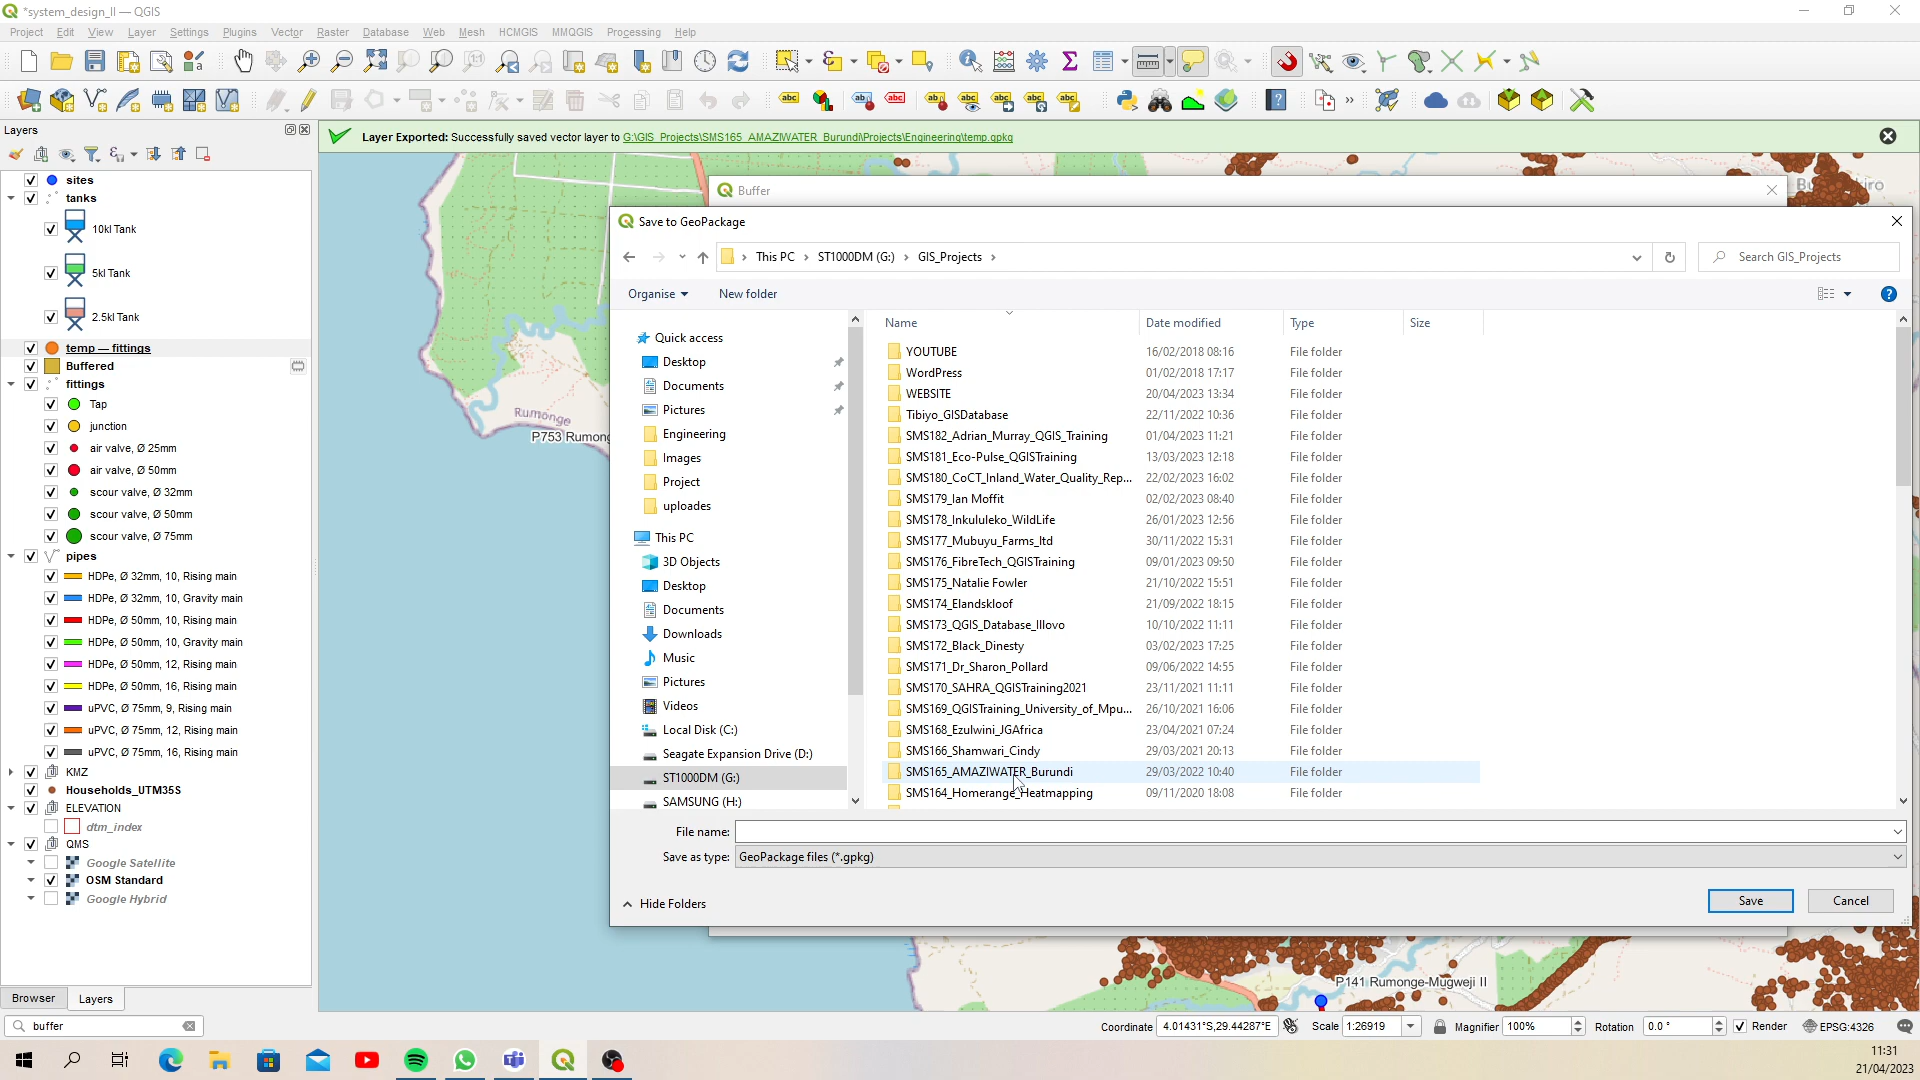 *system_design_II — QGIS
Project Edit View Layer Settings Plugins Vector Raster Database Web Mesh HCMGIS MMQGIS Processing Help
Layers
Layer Exported: Successfully saved vector layer to G:\GIS_Projects\SMS165_AMAZIWATER_Burundi\Projects\Engineering\temp.gpkg
sites
tanks
10kl Tank
5kl Tank
2.5kl Tank
temp — fittings
Buffered
fittings
Tap
junction
air valve, Ø 25mm
air valve, Ø 50mm
scour valve, Ø 32mm
scour valve, Ø 50mm
scour valve, Ø 75mm
pipes
HDPe, Ø 32mm, 10, Rising main
HDPe, Ø 32mm, 10, Gravity main
HDPe, Ø 50mm, 10, Rising main
HDPe, Ø 50mm, 10, Gravity main
HDPe, Ø 50mm, 12, Rising main
HDPe, Ø 50mm, 16, Rising main
uPVC, Ø 75mm, 9, Rising main
uPVC, Ø 75mm, 12, Rising main
uPVC, Ø 75mm, 16, Rising main
KMZ
Households_UTM35S
ELEVATION
dtm_index
QMS
Google Satellite
OSM Standard
Google Hybrid
Browser Layers
buffer
Rumonge
P753 Rumong
P141 Rumonge-Mugweji II
Buffer
Save to GeoPackage
This PC > ST1000DM (G:) > GIS_Projects >
Search GIS_Projects
Organise New folder
Quick access
Desktop
Documents
Pictures
Engineering
Images
Project
uploades
This PC
3D Objects
Desktop
Documents
Downloads
Music
Pictures
Videos
Local Disk (C:)
Seagate Expansion Drive (D:)
ST1000DM (G:)
SAMSUNG (H:)
Name Date modified Type Size
YOUTUBE 16/02/2018 08:16 File folder
WordPress 01/02/2018 17:17 File folder
WEBSITE 20/04/2023 13:34 File folder
Tibiyo_GISDatabase 22/11/2022 10:36 File folder
SMS182_Adrian_Murray_QGIS_Training 01/04/2023 11:21 File folder
SMS181_Eco-Pulse_QGISTraining 13/03/2023 12:18 File folder
SMS180_CoCT_Inland_Water_Quality_Rep... 22/02/2023 16:02 File folder
SMS179_Ian Moffit 02/02/2023 08:40 File folder
SMS178_Inkululeko_WildLife 26/01/2023 12:56 File folder
SMS177_Mubuyu_Farms_ltd 30/11/2022 15:31 File folder
SMS176_FibreTech_QGISTraining 09/01/2023 09:50 File folder
SMS175_Natalie Fowler 21/10/2022 15:51 File folder
SMS174_Elandskloof 21/09/2022 18:15 File folder
SMS173_QGIS_Database_Illovo 10/10/2022 11:11 File folder
SMS172_Black_Dinesty 03/02/2023 17:25 File folder
SMS171_Dr_Sharon_Pollard 09/06/2022 14:55 File folder
SMS170_SAHRA_QGISTraining2021 23/11/2021 11:11 File folder
SMS169_QGISTraining_University_of_Mpu... 26/10/2021 16:06 File folder
SMS168_Ezulwini_JGAfrica 23/04/2021 07:24 File folder
SMS166_Shamwari_Cindy 29/03/2021 20:13 File folder
SMS165_AMAZIWATER_Burundi 29/03/2022 10:40 File folder
SMS164_Homerange_Heatmapping 09/11/2020 18:08 File folder
File name:
Save as type: GeoPackage files (*.gpkg)
Hide Folders Save Cancel
Coordinate 4.01431°S,29.44287°E Scale 1:26919 Magnifier 100% Rotation 0.0 ° Render EPSG:4326
11:31
21/04/2023